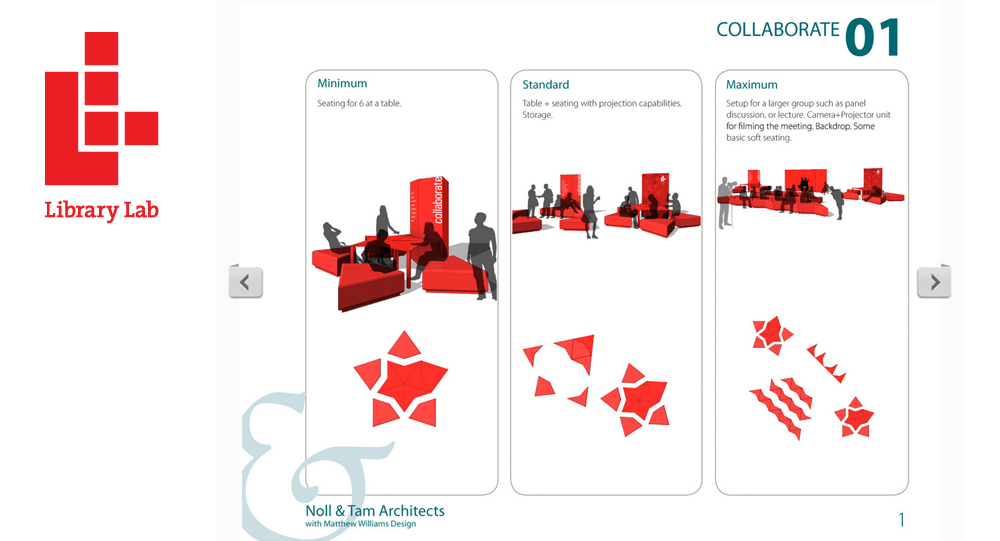 Library Lab
COLLABORATE 01
Minimum
Seating for 6 at a table.
collaborate
Standard
Table + seating with projection capabilities.
Storage.
Maximum
Setup for a larger group such as panel
discussion, or lecture. Camera+Projector unit
for filming the meeting. Backdrop. Some
basic soft seating.
&
Noll & Tam Architects
with Matthew Williams Design
1